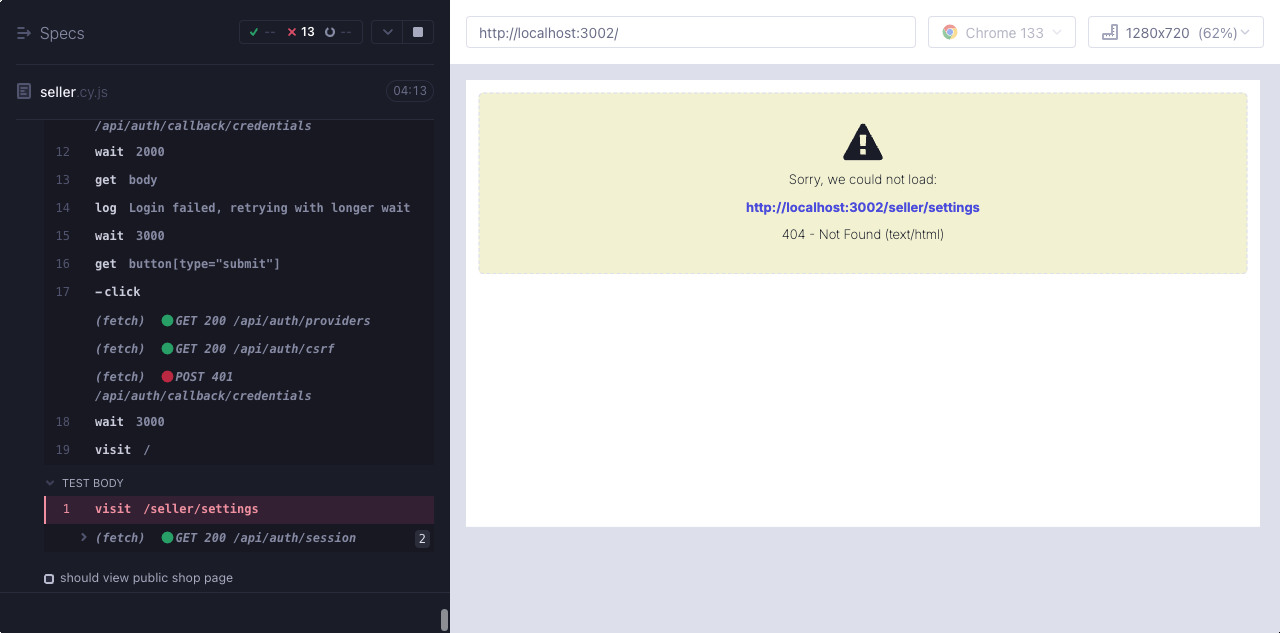 Specs
-- 13 --
seller.cy.js 04:13
/api/auth/callback/credentials
12 wait 2000
13 get body
14 log Login failed, retrying with longer wait
15 wait 3000
16 get button[type="submit"]
17 -click
(fetch) GET 200 /api/auth/providers
(fetch) GET 200 /api/auth/csrf
(fetch) POST 401
/api/auth/callback/credentials
18 wait 3000
19 visit /
TEST BODY
1 visit /seller/settings
(fetch) GET 200 /api/auth/session 2
should view public shop page
http://localhost:3002/
Chrome 133
1280x720 (62%)
Sorry, we could not load:
http://localhost:3002/seller/settings
404 - Not Found (text/html)